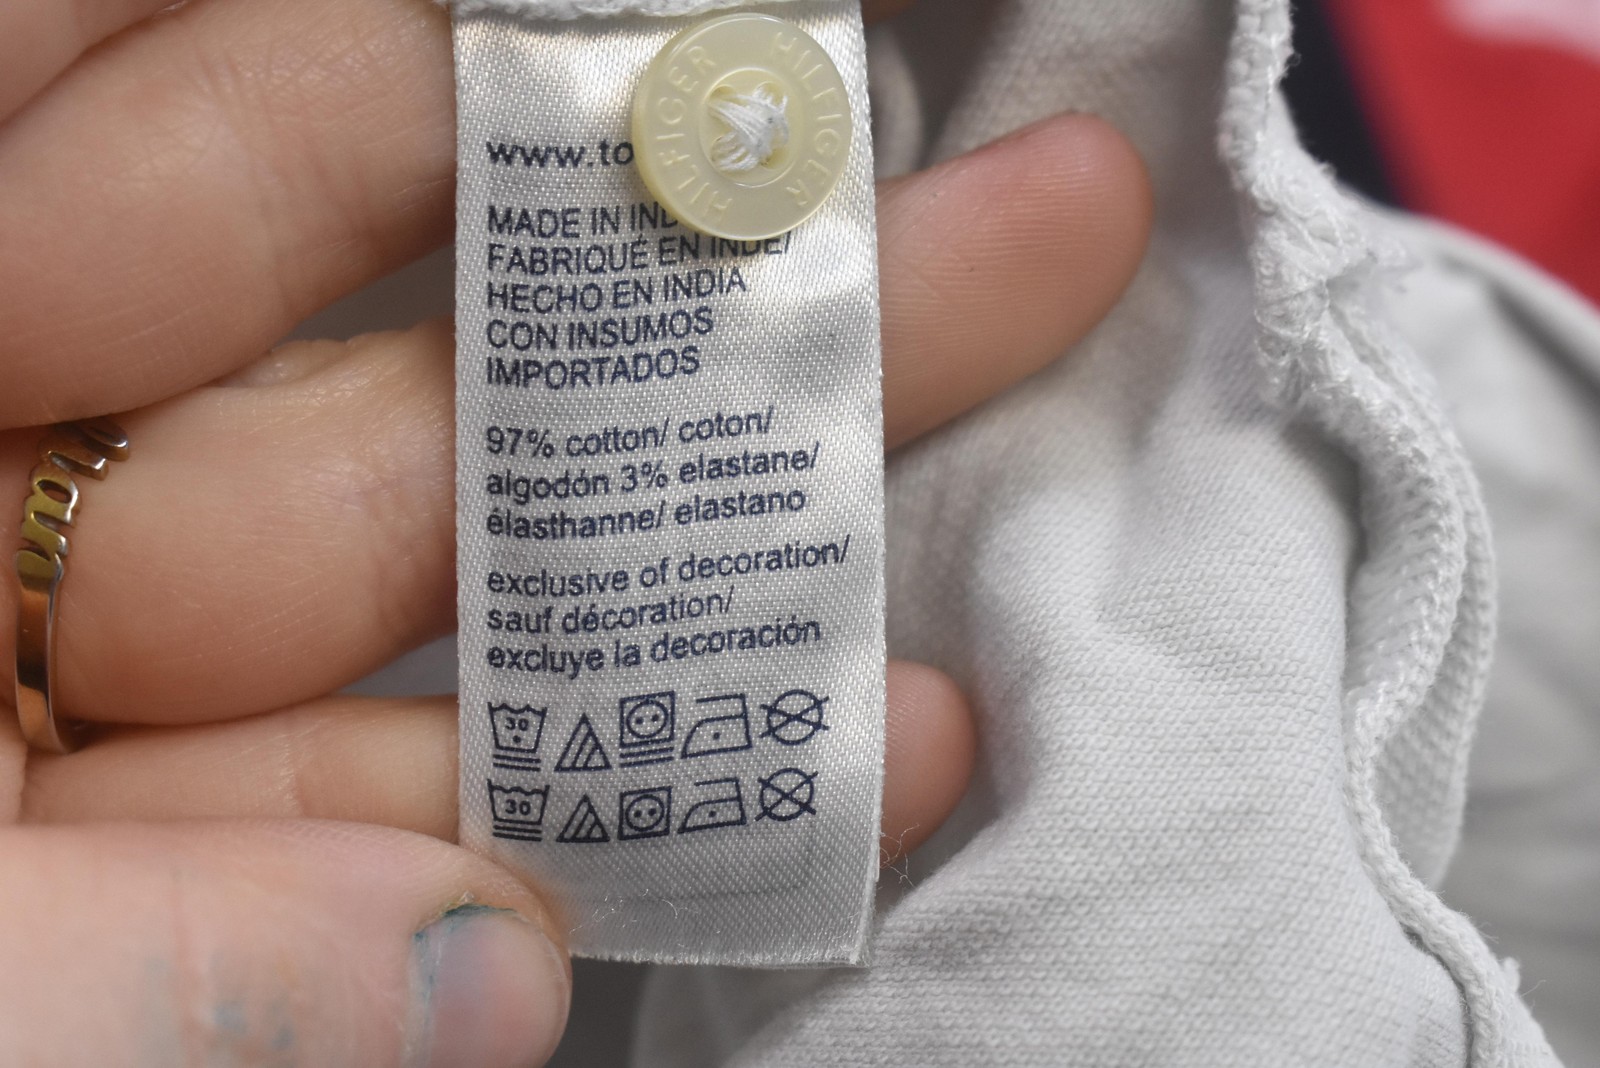 HILFIGER HILFIGER
www.to
MADE IN IND
FABRIQUÉ EN INDE/
HECHO EN INDIA
CON INSUMOS
IMPORTADOS
97% cotton/ coton/
algodón 3% elastane/
élasthanne/ elastano
exclusive of decoration/
sauf décoration/
excluye la decoración
30
30